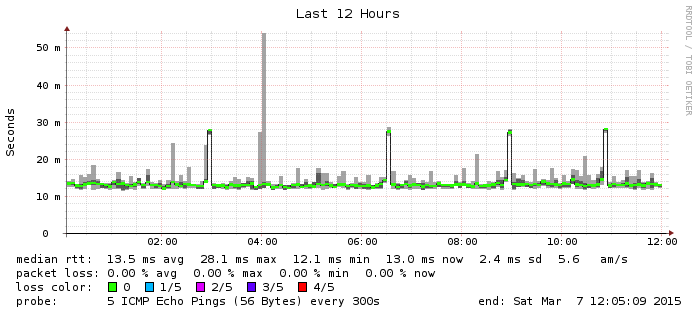 Last 12 Hours
RRDTOOL / TOBI OETIKER
Seconds
50 m
40 m
30 m
20 m
10 m
0
02:00 04:00 06:00 08:00 10:00 12:00
median rtt: 13.5 ms avg 28.1 ms max 12.1 ms min 13.0 ms now 2.4 ms sd 5.6 am/s
packet loss: 0.00 % avg 0.00 % max 0.00 % min 0.00 % now
loss color: 0 1/5 2/5 3/5 4/5
probe: 5 ICMP Echo Pings (56 Bytes) every 300s end: Sat Mar 7 12:05:09 2015